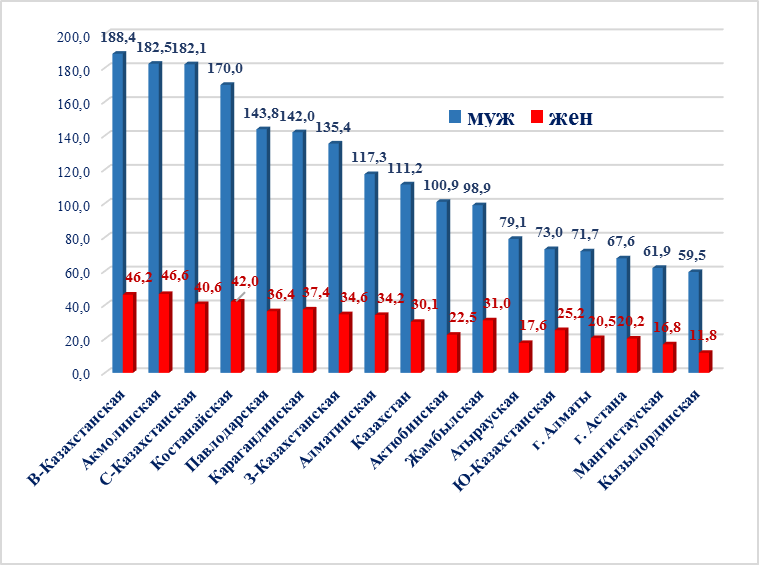 200,0
180,0
160,0
140,0
120,0
100,0
80,0
60,0
40,0
20,0
0,0
188,4
182,5
182,1
170,0
143,8
142,0
135,4
117,3
111,2
100,9
98,9
79,1
73,0
71,7
67,6
61,9
59,5
муж жен
46,2
46,6
40,6
42,0
36,4
37,4
34,6
34,2
30,1
22,5
31,0
17,6
25,2
20,5
20,2
16,8
11,8
В-Казахстанская
Акмолинская
С-Казахстанская
Костанайская
Павлодарская
Карагандинская
З-Казахстанская
Алматинская
Казахстан
Актюбинская
Жамбылская
Атырауская
Ю-Казахстанская
г. Алматы
г. Астана
Мангистауская
Кызылординская